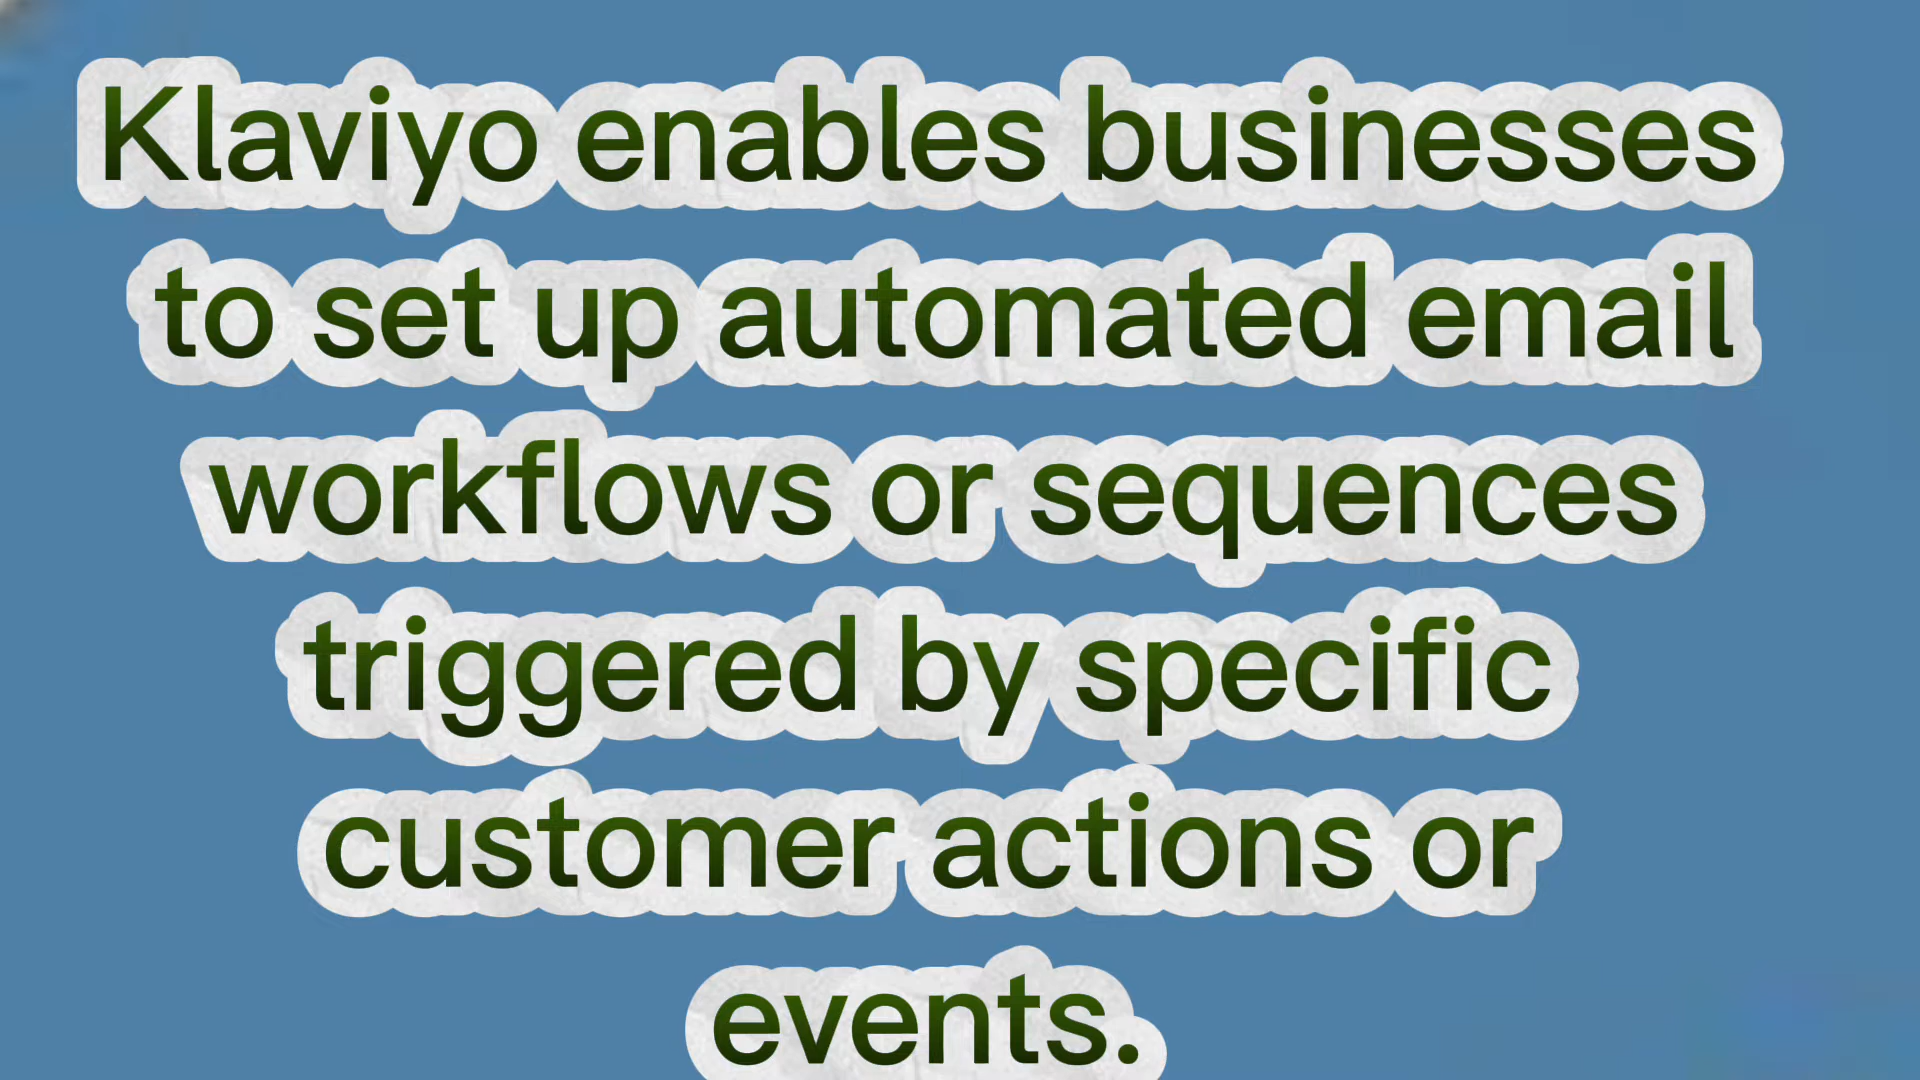 Klaviyo enables businesses
to set up automated email
workflows or sequences
triggered by specific
customer actions or
events.